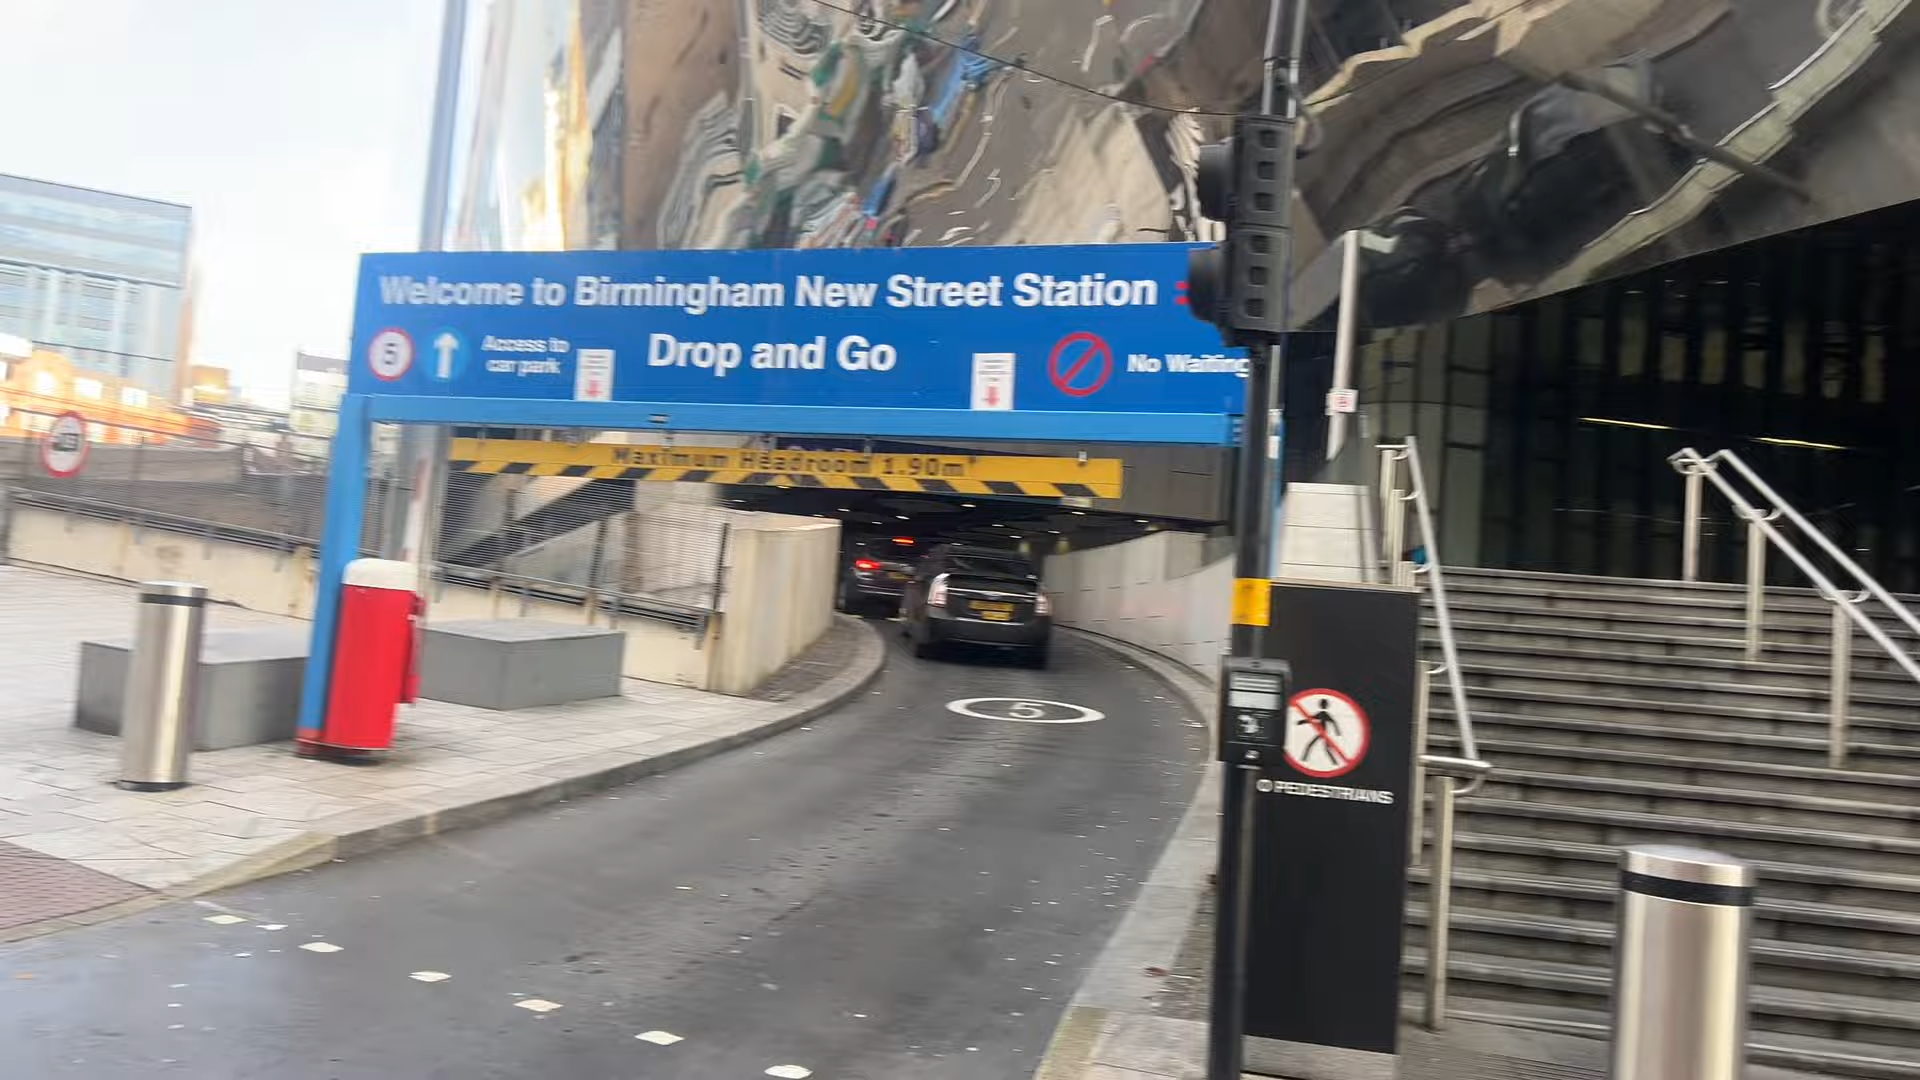 Welcome to Birmingham New Street Station
5
Access to
car park
Drop and Go
No Waiting
Maximum Headroom 1.90m
5
O PEDESTRIANS